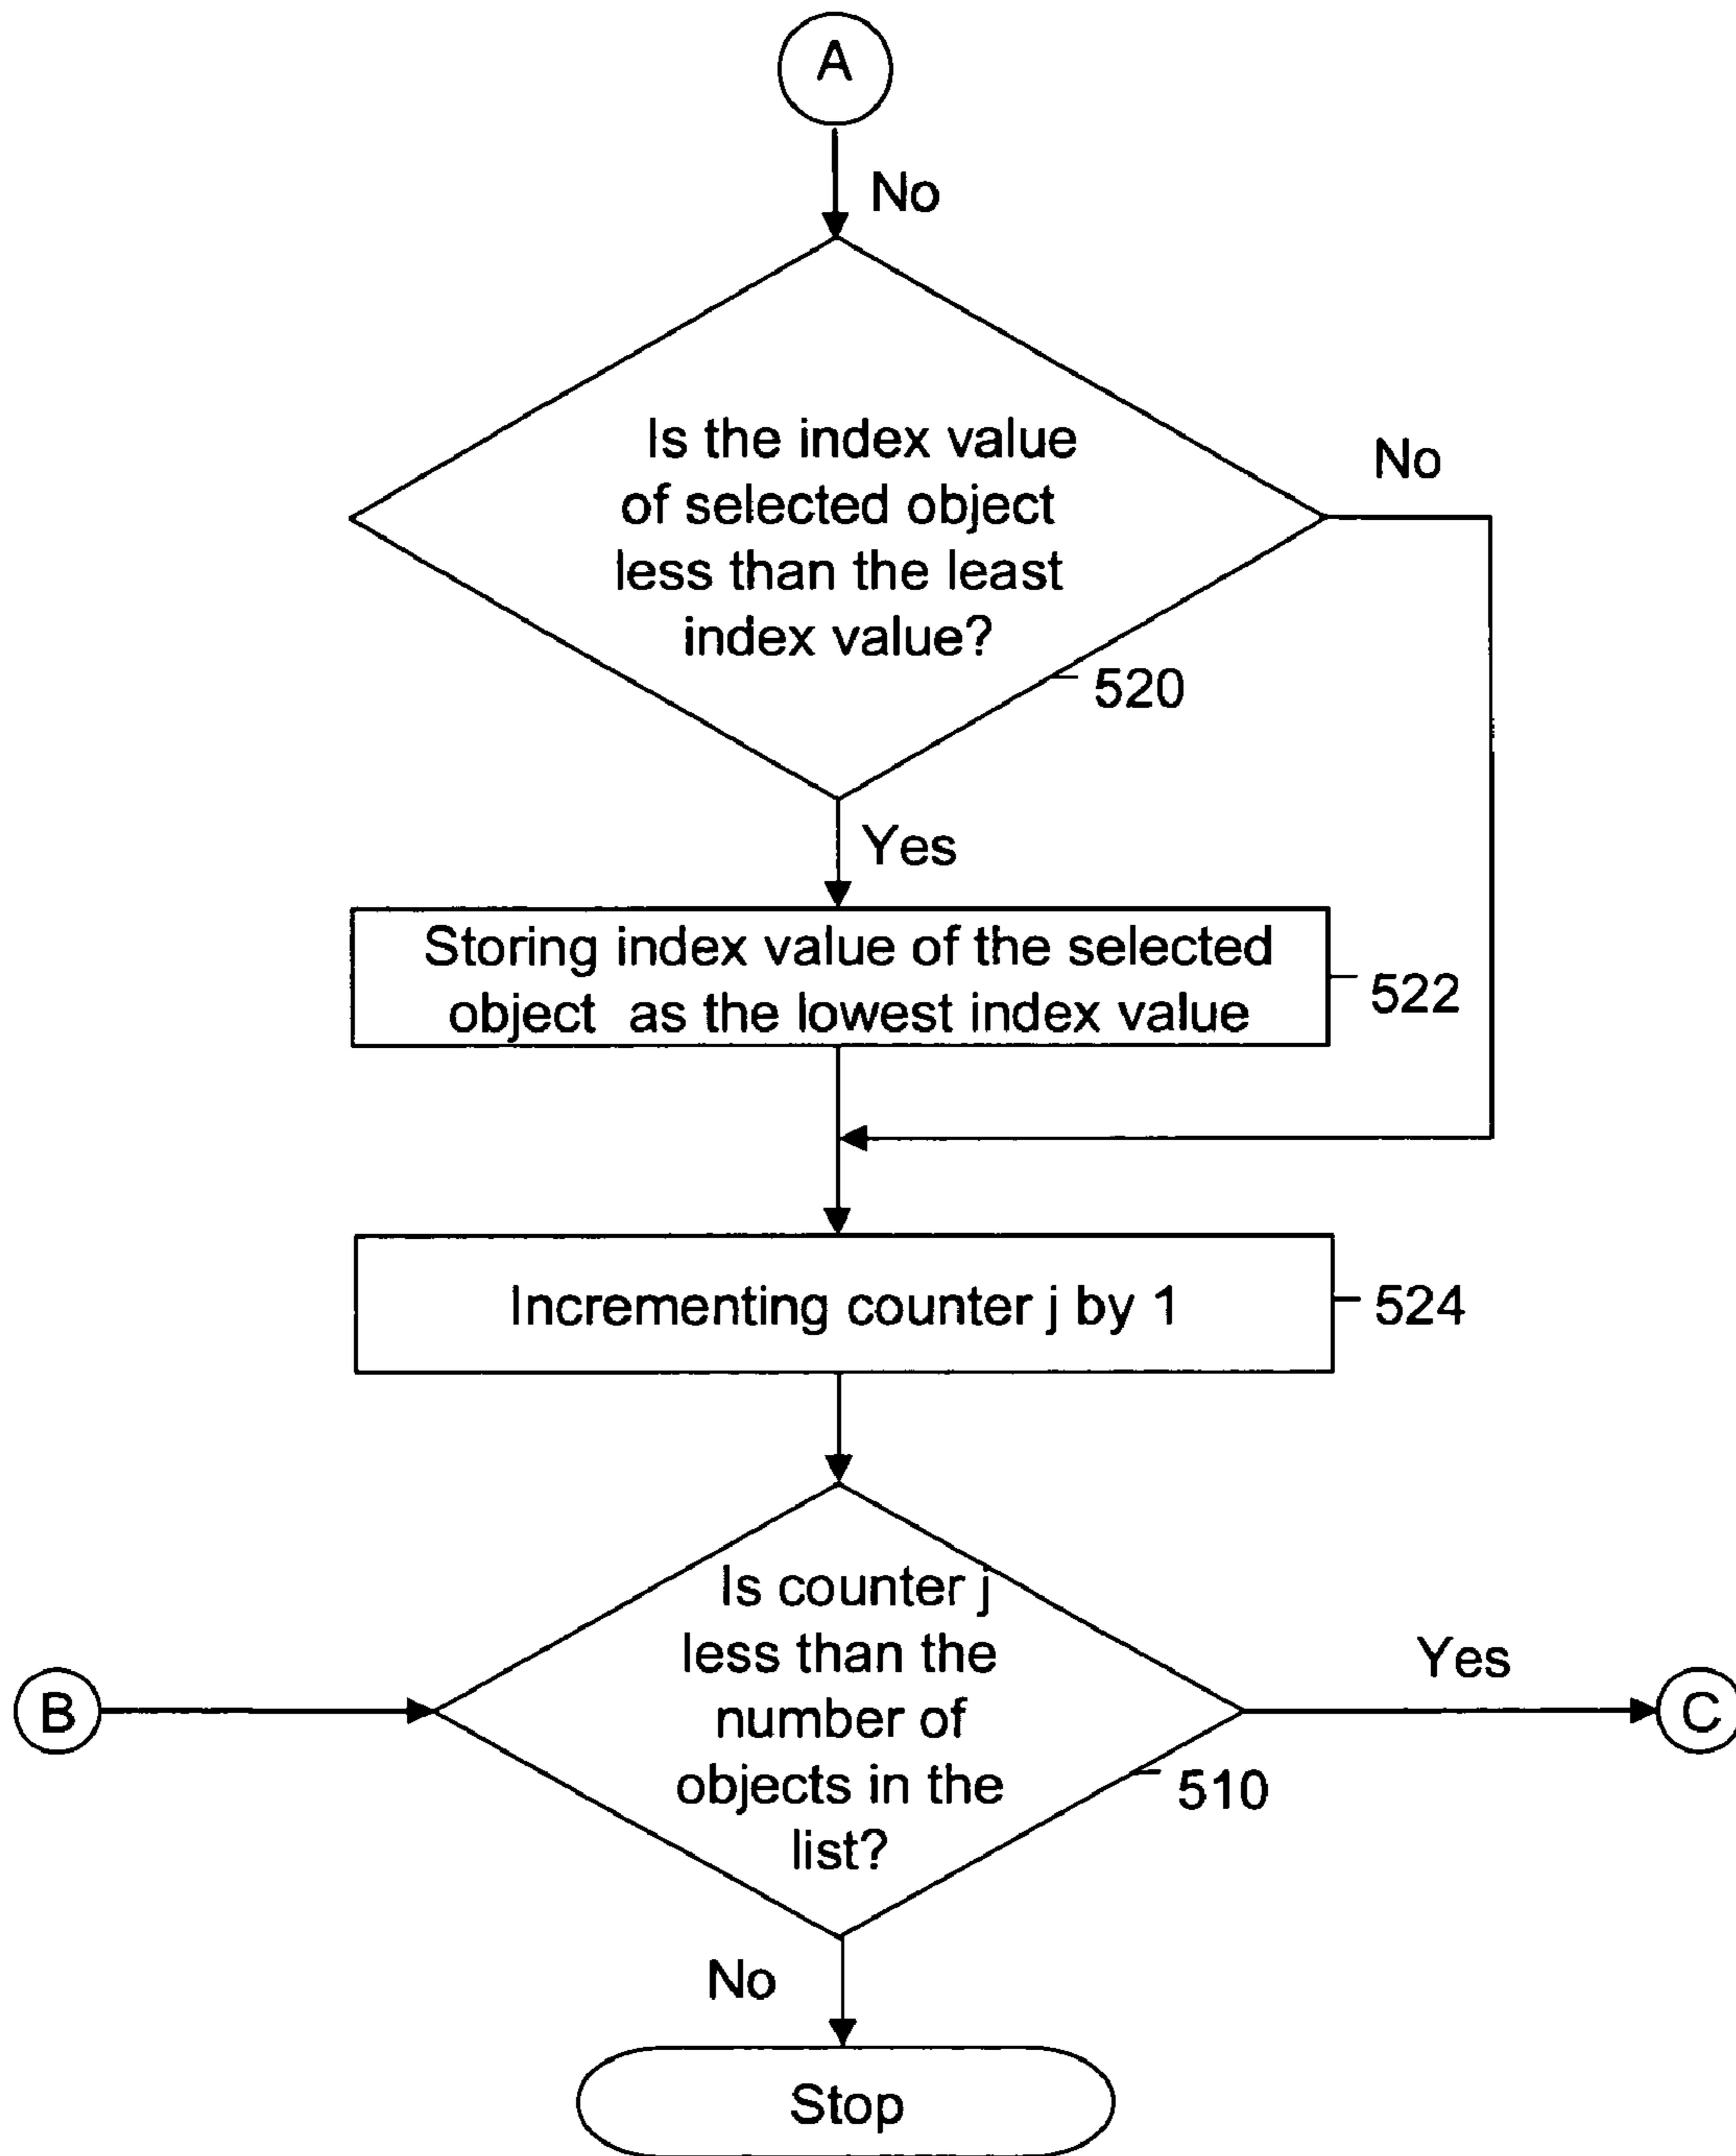 A
No
Is the index value
of selected object
less than the least
index value?
No
520
Yes
Storing index value of the selected
object as the lowest index value
522
Incrementing counter j by 1
524
Is counter j
less than the
number of
objects in the
list?
B
Yes
C
510
No
Stop